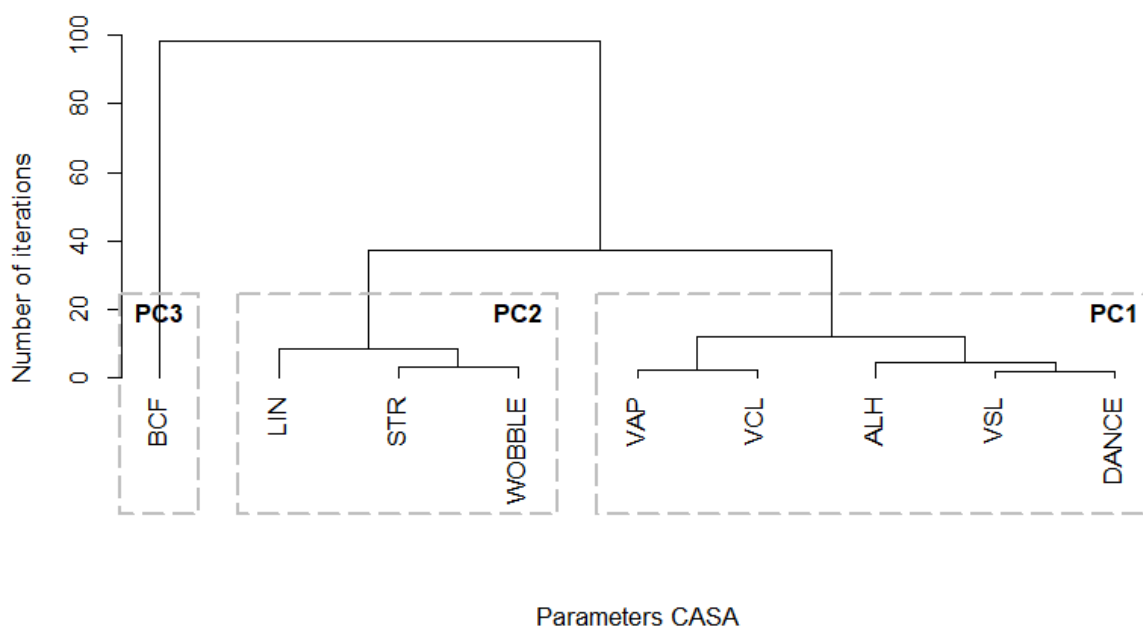 Number of iterations
100
80
60
40
20
0
PC3
PC2
PC1
BCF
LIN
STR
WOBBLE
VAP
VCL
ALH
VSL
DANCE
Parameters CASA